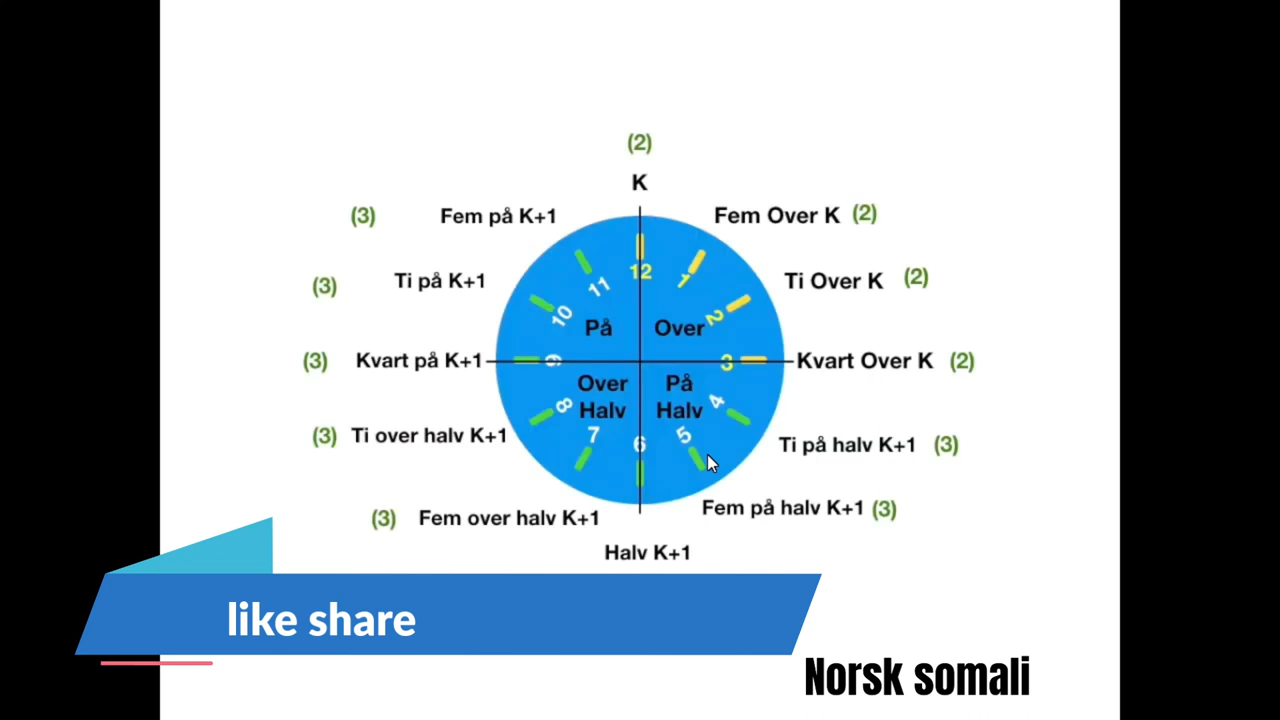 (2)
K
(3) Fem på K+1
Fem Over K (2)
(3) Ti på K+1
Ti Over K (2)
(3) Kvart på K+1
Kvart Over K (2)
(3) Ti over halv K+1
Ti på halv K+1 (3)
(3) Fem over halv K+1
Fem på halv K+1 (3)
Halv K+1
12
1
2
3
4
5
6
7
8
9
10
11
På
Over
Over
Halv
På
Halv
like share
Norsk somali